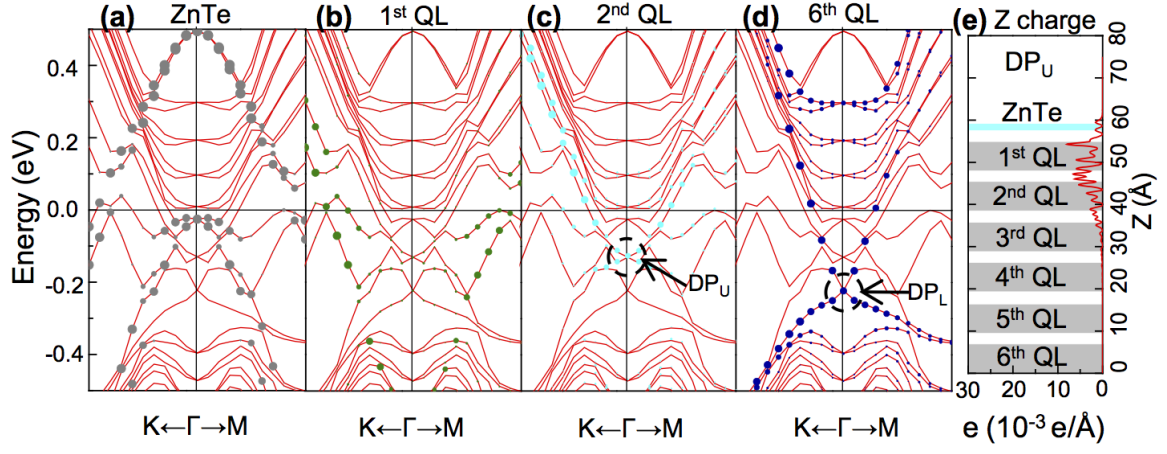 (a) ZnTe
(b) 1st QL
(c) 2nd QL
(d) 6th QL
(e) Z charge
Energy (eV)
0.4
0.2
0.0
-0.2
-0.4
K←Γ→M
K←Γ→M
DPU
K←Γ→M
DPL
K←Γ→M
DPU
ZnTe
1st QL
2nd QL
3rd QL
4th QL
5th QL
6th QL
80
70
60
50
40
30
20
10
0
Z (Å)
30 20 10 0
e (10-3 e/Å)